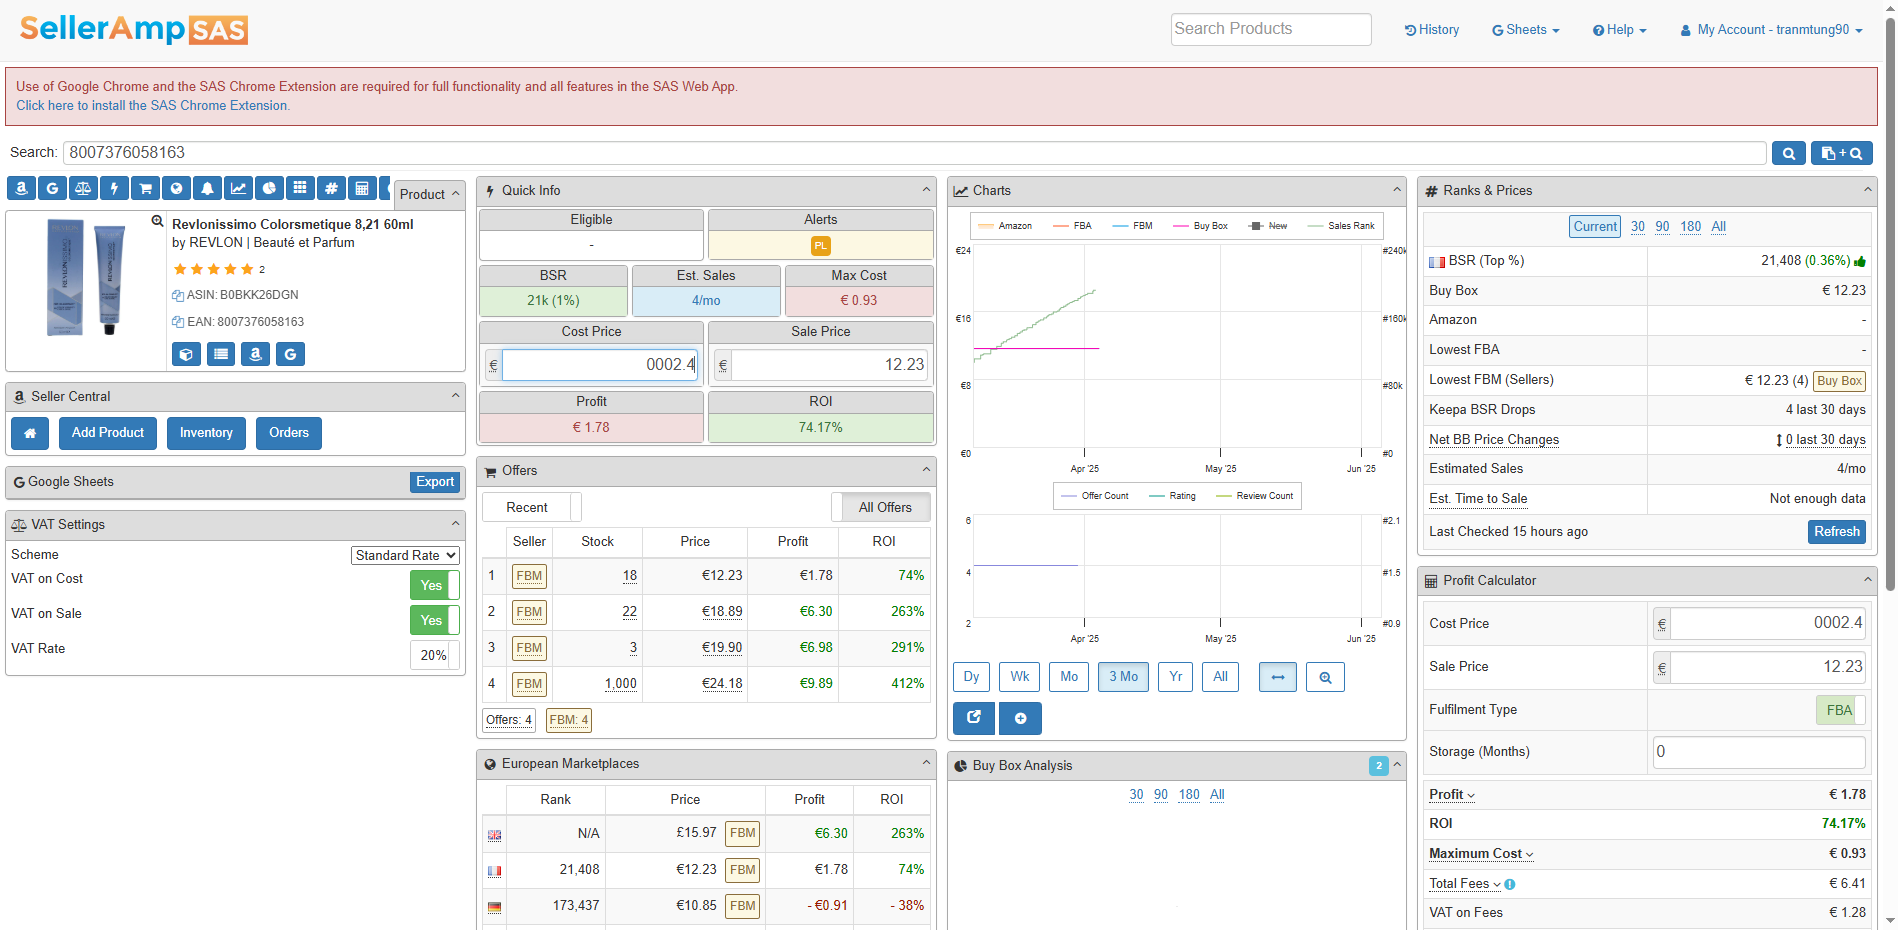 SellerAmp SAS
Search Products
History
Sheets
Help
My Account - tranmtung90
Use of Google Chrome and the SAS Chrome Extension are required for full functionality and all features in the SAS Web App.
Click here to install the SAS Chrome Extension.
Search: 8007376058163
Product
Revlonissimo Colorsmetique 8,21 60ml
by REVLON | Beauté et Parfum
2
ASIN: B0BKK26DGN
EAN: 8007376058163
Seller Central
Add Product
Inventory
Orders
Google Sheets
Export
VAT Settings
Scheme
Standard Rate
VAT on Cost
Yes
VAT on Sale
Yes
VAT Rate
20%
Quick Info
Eligible
Alerts
-
PL
BSR
Est. Sales
Max Cost
21k (1%)
4/mo
€ 0.93
Cost Price
Sale Price
€ 0002.4
€ 12.23
Profit
ROI
€ 1.78
74.17%
Offers
Recent
All Offers
Seller Stock Price Profit ROI
1 FBM 18 €12.23 €1.78 74%
2 FBM 22 €18.89 €6.30 263%
3 FBM 3 €19.90 €6.98 291%
4 FBM 1,000 €24.18 €9.89 412%
Offers: 4
FBM: 4
European Marketplaces
Rank Price Profit ROI
N/A £15.97 FBM €6.30 263%
21,408 €12.23 FBM €1.78 74%
173,437 €10.85 FBM - €0.91 - 38%
Charts
Amazon FBA FBM Buy Box New Sales Rank
€24 #240k
€16 #160k
€8 #80k
€0 #0
Apr '25 May '25 Jun '25
Offer Count Rating Review Count
6 #2.1
4 #1.5
2 #0.9
Apr '25 May '25 Jun '25
Dy Wk Mo 3 Mo Yr All
Buy Box Analysis 2
30 90 180 All
Ranks & Prices
Current 30 90 180 All
BSR (Top %) 21,408 (0.36%)
Buy Box € 12.23
Amazon -
Lowest FBA -
Lowest FBM (Sellers) € 12.23 (4) Buy Box
Keepa BSR Drops 4 last 30 days
Net BB Price Changes 0 last 30 days
Estimated Sales 4/mo
Est. Time to Sale Not enough data
Last Checked 15 hours ago
Refresh
Profit Calculator
Cost Price € 0002.4
Sale Price € 12.23
Fulfilment Type FBA
Storage (Months) 0
Profit € 1.78
ROI 74.17%
Maximum Cost € 0.93
Total Fees € 6.41
VAT on Fees € 1.28